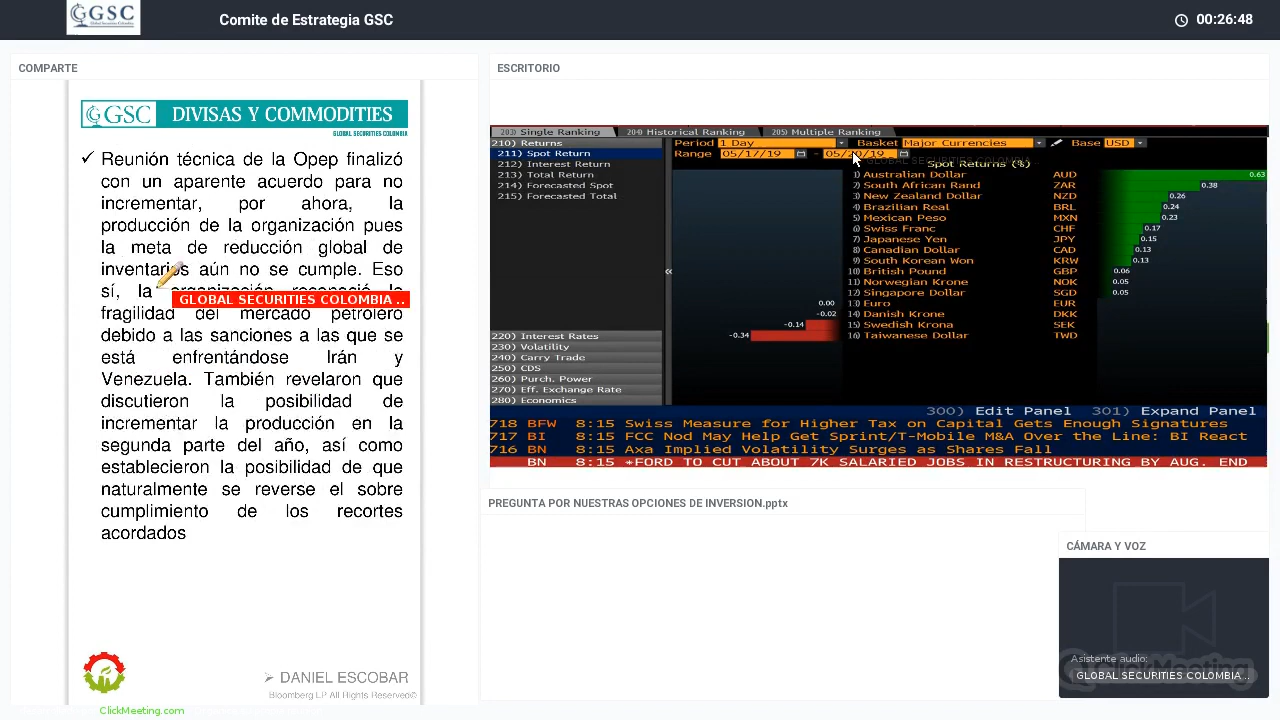 GSC
Comite de Estrategia GSC
00:26:48
COMPARTE
GSC DIVISAS Y COMMODITIES
GLOBAL SECURITIES COLOMBIA
Reunión técnica de la Opep finalizó
con un aparente acuerdo para no
incrementar, por ahora, la
producción de la organización pues
la meta de reducción global de
inventarios aún no se cumple. Eso
sí, la organización reconoció la
GLOBAL SECURITIES COLOMBIA ..
fragilidad del mercado petrolero
debido a las sanciones a las que se
está enfrentándose Irán y
Venezuela. También revelaron que
discutieron la posibilidad de
incrementar la producción en la
segunda parte del año, así como
establecieron la posibilidad de que
naturalmente se reverse el sobre
cumplimiento de los recortes
acordados
DANIEL ESCOBAR
Bloomberg LP All Rights Reserved©
ClickMeeting.com
ESCRITORIO
203) Single Ranking 204) Historical Ranking 205) Multiple Ranking
210) Returns
211) Spot Return
212) Interest Return
213) Total Return
214) Forecasted Spot
215) Forecasted Total
220) Interest Rates
230) Volatility
240) Carry Trade
250) CDS
260) Purch. Power
270) Eff. Exchange Rate
280) Economics
Period 1 Day Basket Major Currencies Base USD
Range 05/17/19 - 05/20/19
GLOBAL SECURITIES COLOMBIA ..
Spot Returns (%)
1) Australian Dollar AUD 0.63
2) South African Rand ZAR 0.38
3) New Zealand Dollar NZD 0.26
4) Brazilian Real BRL 0.24
5) Mexican Peso MXN 0.23
6) Swiss Franc CHF 0.17
7) Japanese Yen JPY 0.15
8) Canadian Dollar CAD 0.13
9) South Korean Won KRW 0.13
10) British Pound GBP 0.06
11) Norwegian Krone NOK 0.05
12) Singapore Dollar SGD 0.05
0.00 13) Euro EUR
-0.02 14) Danish Krone DKK
-0.14 15) Swedish Krona SEK
-0.34 16) Taiwanese Dollar TWD
300) Edit Panel 301) Expand Panel
718 BFW 8:15 Swiss Measure for Higher Tax on Capital Gets Enough Signatures
717 BI 8:15 FCC Nod May Help Get Sprint/T-Mobile M&A Over the Line: BI React
716 BN 8:15 Axa Implied Volatility Surges as Shares Fall
BN 8:15 *FORD TO CUT ABOUT 7K SALARIED JOBS IN RESTRUCTURING BY AUG. END
PREGUNTA POR NUESTRAS OPCIONES DE INVERSION.pptx
CÁMARA Y VOZ
Asistente audio:
ClickMeeting
GLOBAL SECURITIES COLOMBIA ..